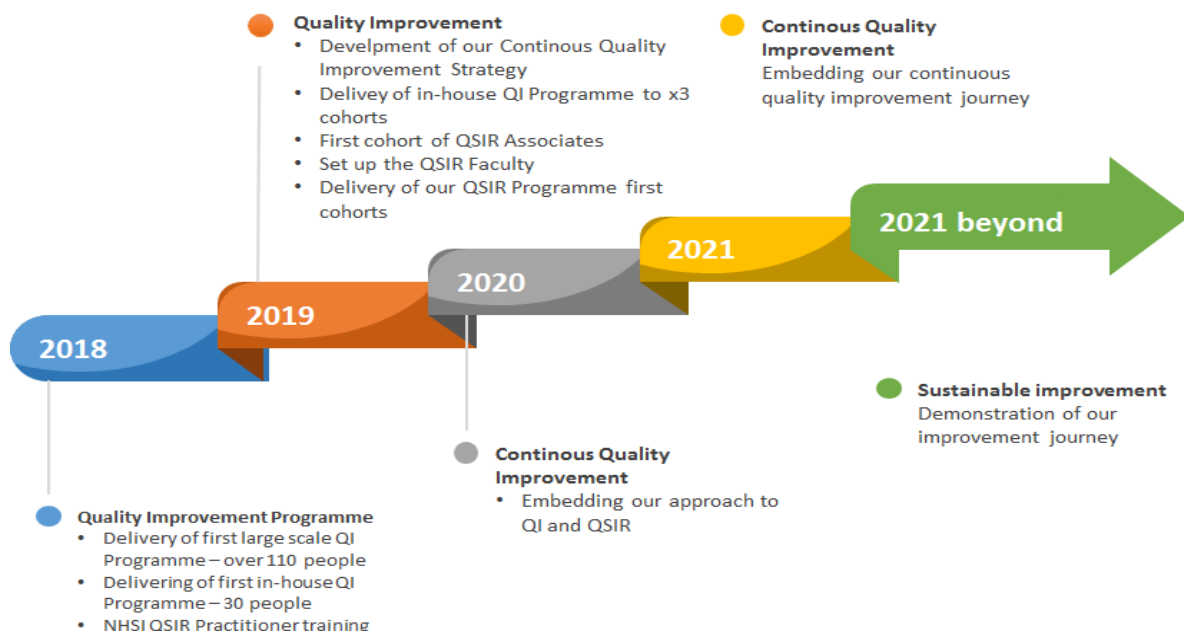 Quality Improvement
• Develpment of our Continous Quality
Improvement Strategy
• Delivey of in-house QI Programme to x3
cohorts
• First cohort of QSIR Associates
• Set up the QSIR Faculty
• Delivery of our QSIR Programme first
cohorts
Continous Quality
Improvement
Embedding our continuous
quality improvement journey
2018
2019
2020
2021
2021 beyond
Sustainable improvement
Demonstration of our
improvement journey
Continous Quality
Improvement
• Embedding our approach to
QI and QSIR
Quality Improvement Programme
• Delivery of first large scale QI
Programme – over 110 people
• Delivering of first in-house QI
Programme – 30 people
• NHSI QSIR Practitioner training